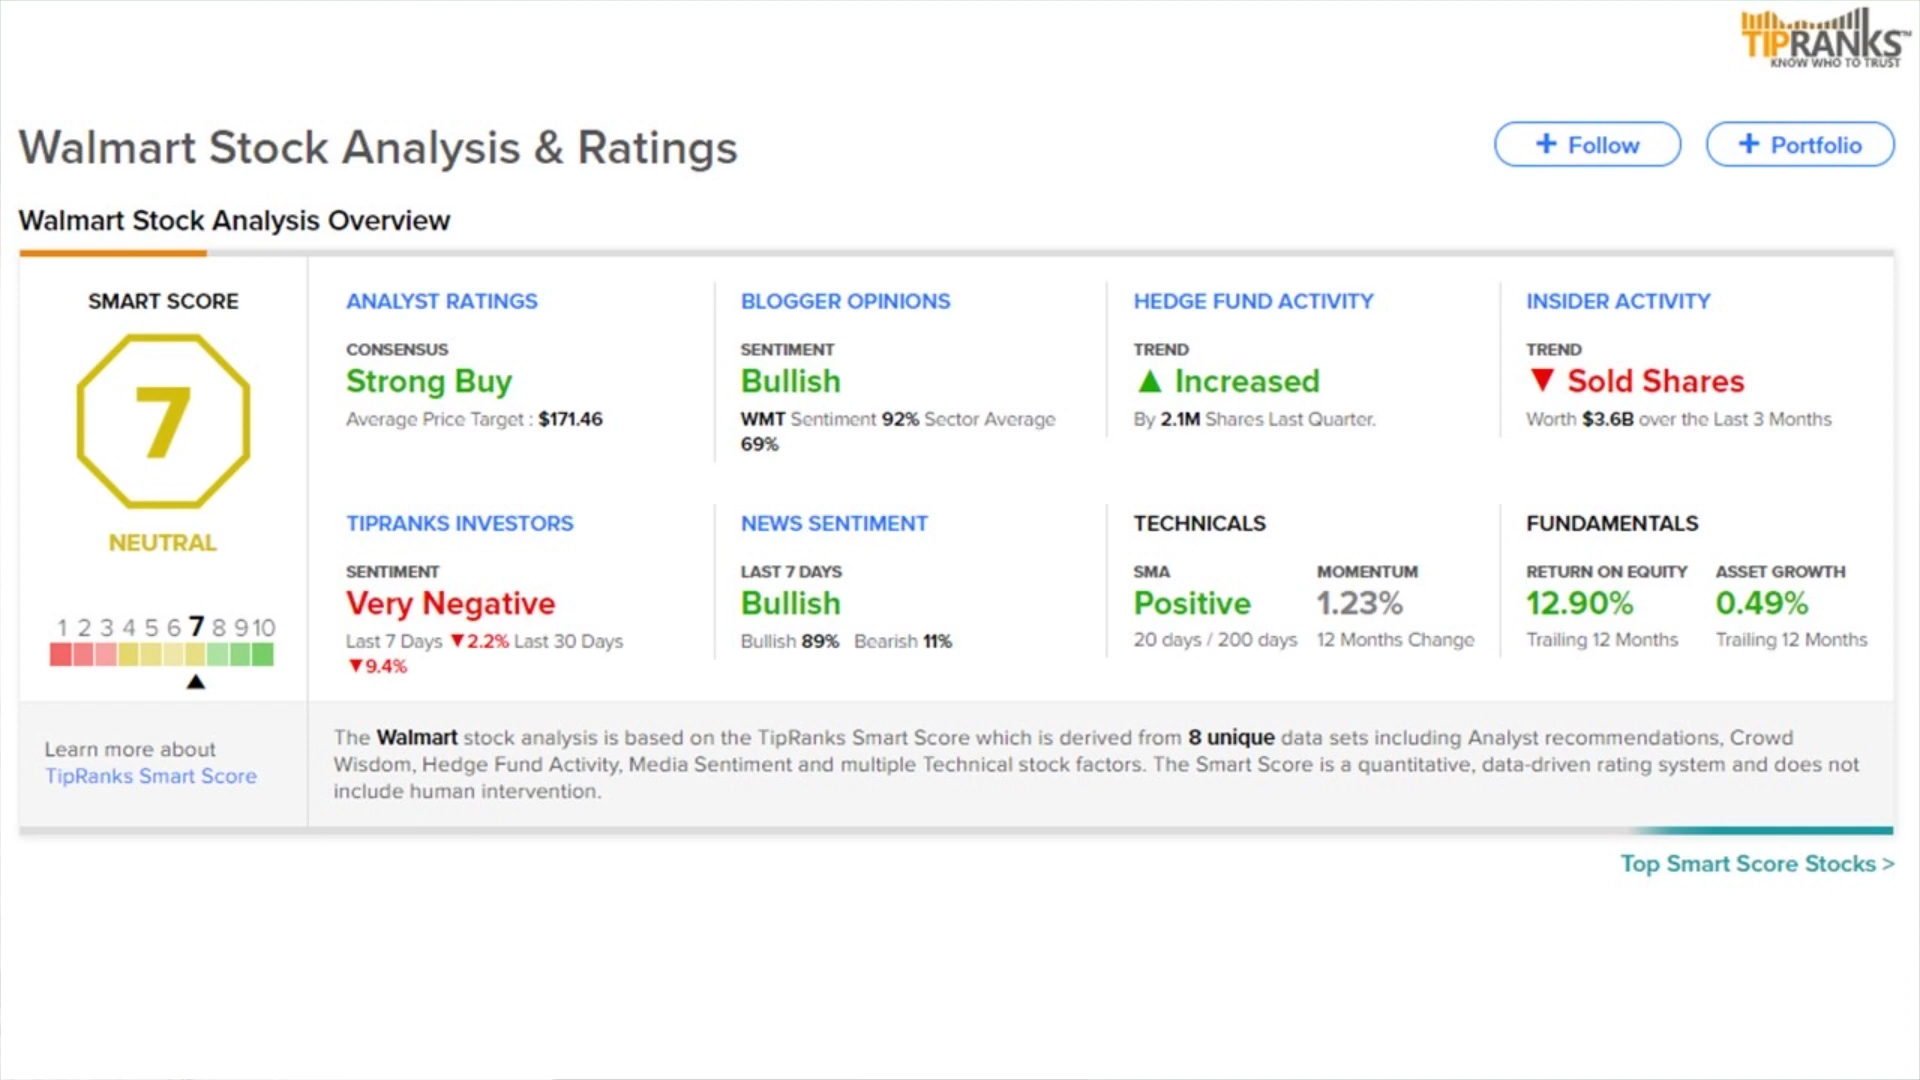 TIPRANKS™
KNOW WHO TO TRUST
Walmart Stock Analysis & Ratings
+ Follow
+ Portfolio
Walmart Stock Analysis Overview
SMART SCORE
7
NEUTRAL
1 2 3 4 5 6 7 8 9 10
ANALYST RATINGS
CONSENSUS
Strong Buy
Average Price Target : $171.46
BLOGGER OPINIONS
SENTIMENT
Bullish
WMT Sentiment 92% Sector Average
69%
HEDGE FUND ACTIVITY
TREND
▲ Increased
By 2.1M Shares Last Quarter.
INSIDER ACTIVITY
TREND
▼ Sold Shares
Worth $3.6B over the Last 3 Months
TIPRANKS INVESTORS
SENTIMENT
Very Negative
Last 7 Days ▼2.2% Last 30 Days
▼9.4%
NEWS SENTIMENT
LAST 7 DAYS
Bullish
Bullish 89% Bearish 11%
TECHNICALS
SMA
Positive
20 days / 200 days
MOMENTUM
1.23%
12 Months Change
FUNDAMENTALS
RETURN ON EQUITY
12.90%
Trailing 12 Months
ASSET GROWTH
0.49%
Trailing 12 Months
Learn more about
TipRanks Smart Score
The Walmart stock analysis is based on the TipRanks Smart Score which is derived from 8 unique data sets including Analyst recommendations, Crowd
Wisdom, Hedge Fund Activity, Media Sentiment and multiple Technical stock factors. The Smart Score is a quantitative, data-driven rating system and does not
include human intervention.
Top Smart Score Stocks >